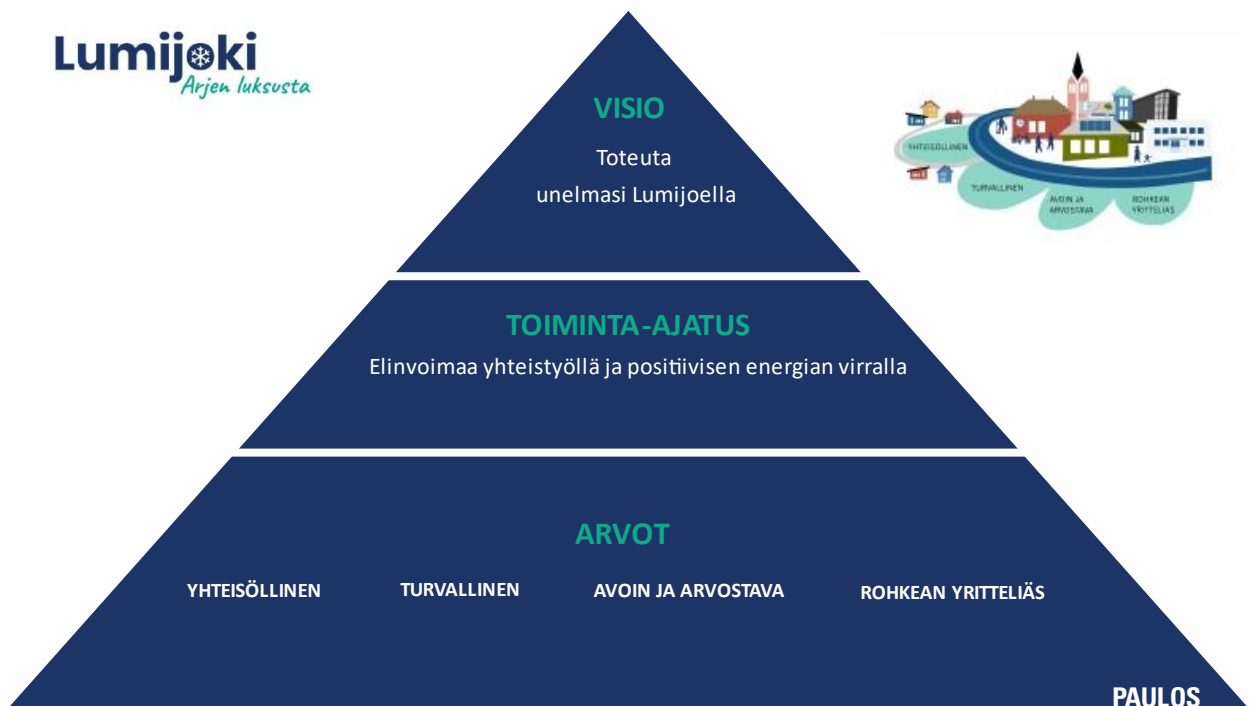 Lumijoki
Arjen luksusta
VISIO
Toteuta
unelmasi Lumijoella
YHTEISÖLLINEN
TURVALLINEN
AVOIN JA
ARVOSTAVA
ROHKEAN
YRITTELIÄS
TOIMINTA-AJATUS
Elinvoimaa yhteistyöllä ja positiivisen energian virralla
ARVOT
YHTEISÖLLINEN TURVALLINEN AVOIN JA ARVOSTAVA ROHKEAN YRITTELIÄS
PAULOS